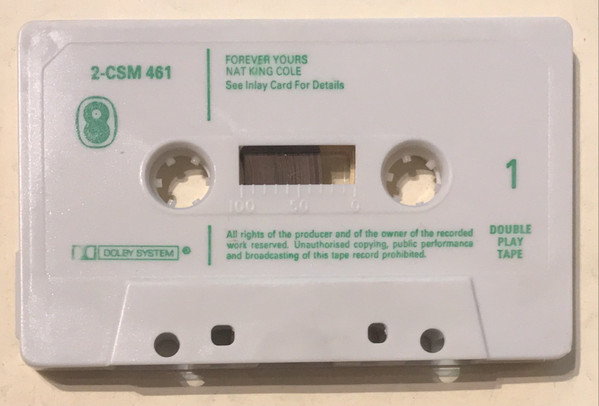 2-CSM 461
FOREVER YOURS
NAT KING COLE
See Inlay Card For Details
100 50 0
1
DOLBY SYSTEM ®
All rights of the producer and of the owner of the recorded
work reserved. Unauthorised copying, public performance
and broadcasting of this tape record prohibited.
DOUBLE
PLAY
TAPE